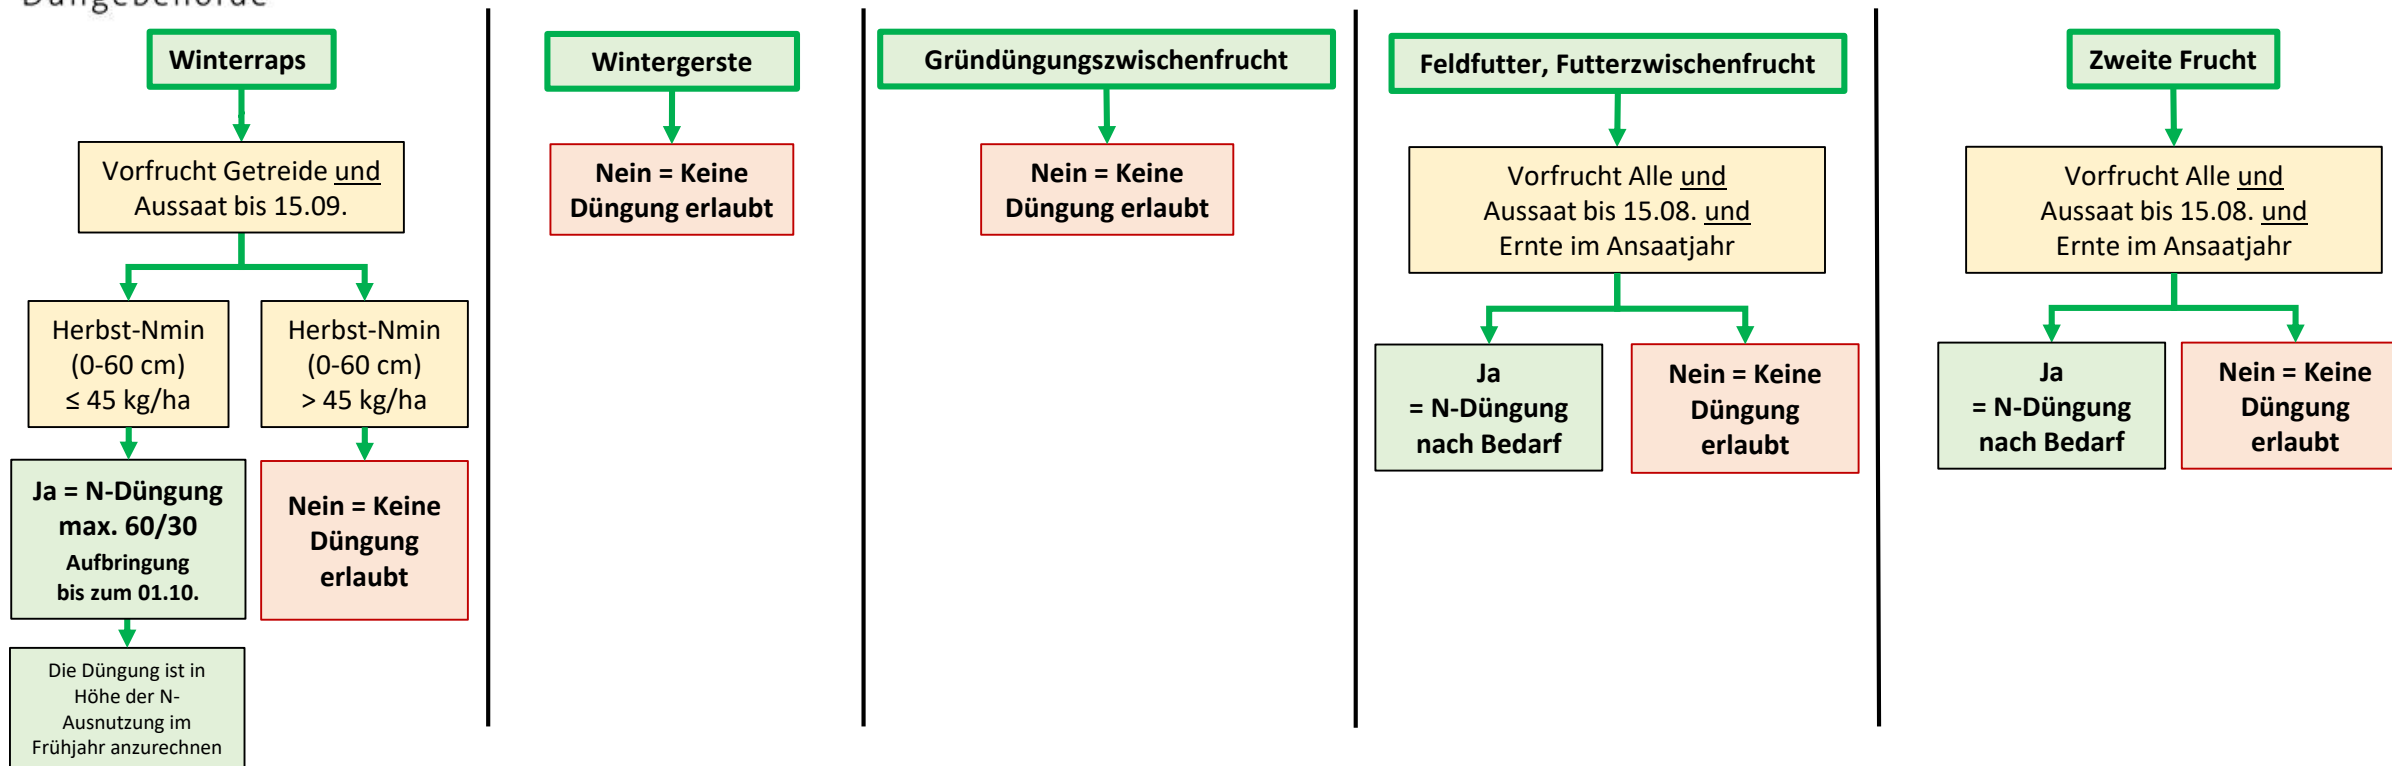 Düngebehörde
Winterraps
Vorfrucht Getreide und
Aussaat bis 15.09.
Herbst-Nmin
(0-60 cm)
≤ 45 kg/ha
Herbst-Nmin
(0-60 cm)
> 45 kg/ha
Ja = N-Düngung
max. 60/30
Aufbringung
bis zum 01.10.
Nein = Keine
Düngung
erlaubt
Die Düngung ist in
Höhe der N-
Ausnutzung im
Frühjahr anzurechnen
Wintergerste
Nein = Keine
Düngung erlaubt
Gründüngungszwischenfrucht
Nein = Keine
Düngung erlaubt
Feldfutter, Futterzwischenfrucht
Vorfrucht Alle und
Aussaat bis 15.08. und
Ernte im Ansaatjahr
Ja
= N-Düngung
nach Bedarf
Nein = Keine
Düngung
erlaubt
Zweite Frucht
Vorfrucht Alle und
Aussaat bis 15.08. und
Ernte im Ansaatjahr
Ja
= N-Düngung
nach Bedarf
Nein = Keine
Düngung
erlaubt